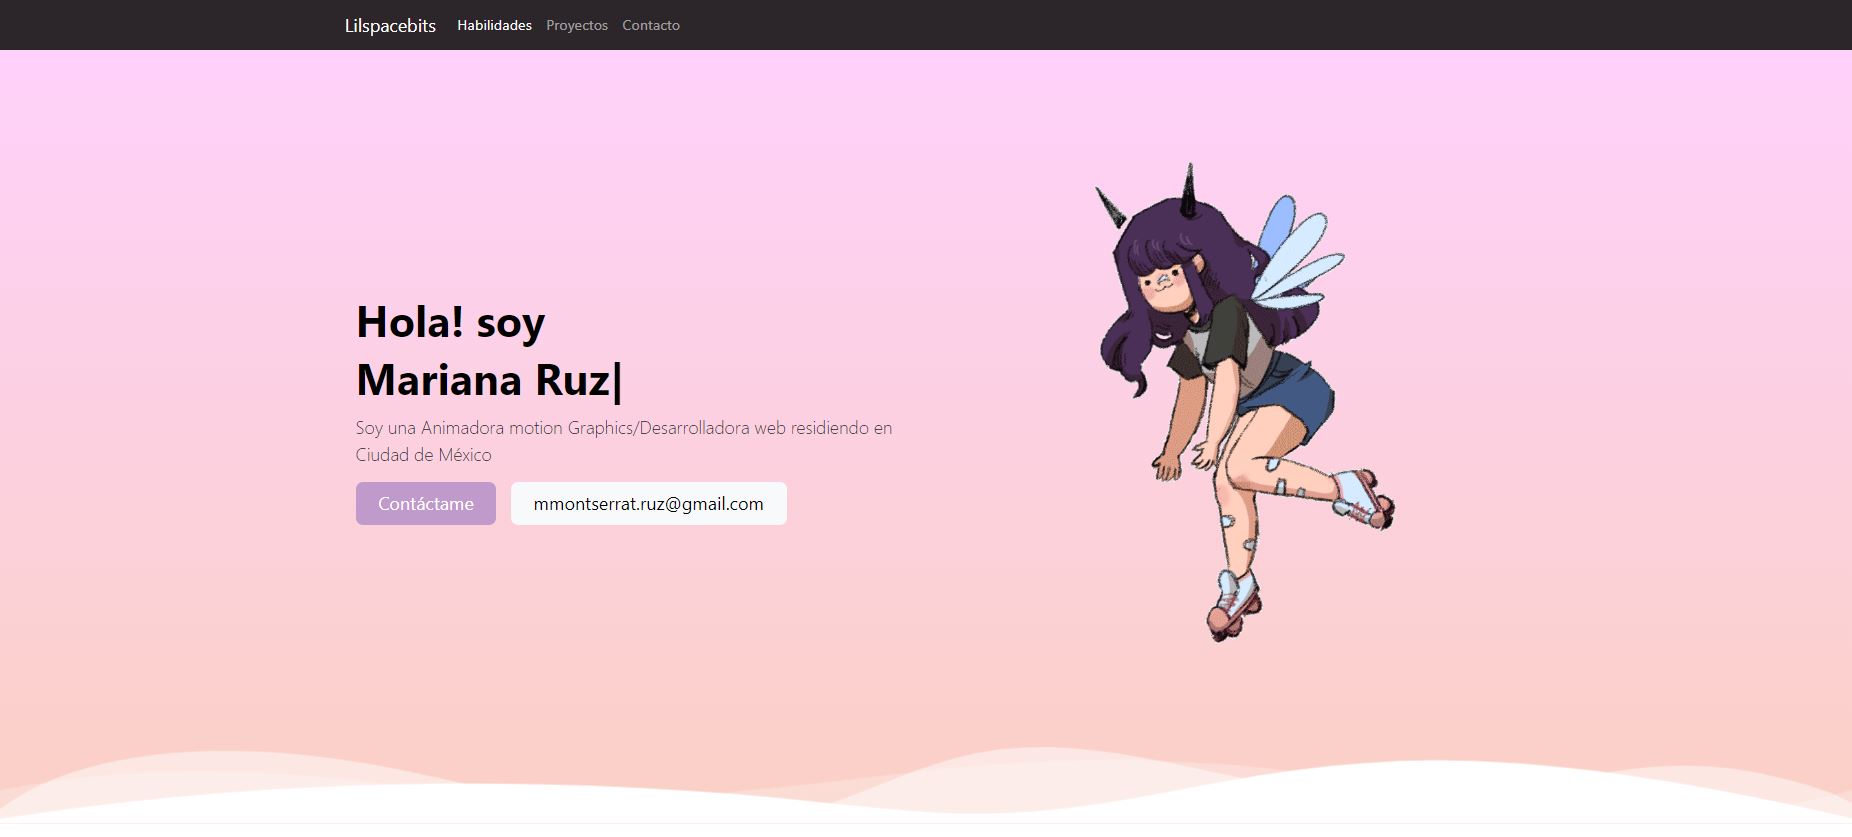 Lilspacebits Habilidades Proyectos Contacto
Hola! soy
Mariana Ruz|
Soy una Animadora motion Graphics/Desarrolladora web residiendo en
Ciudad de México
Contáctame mmontserrat.ruz@gmail.com